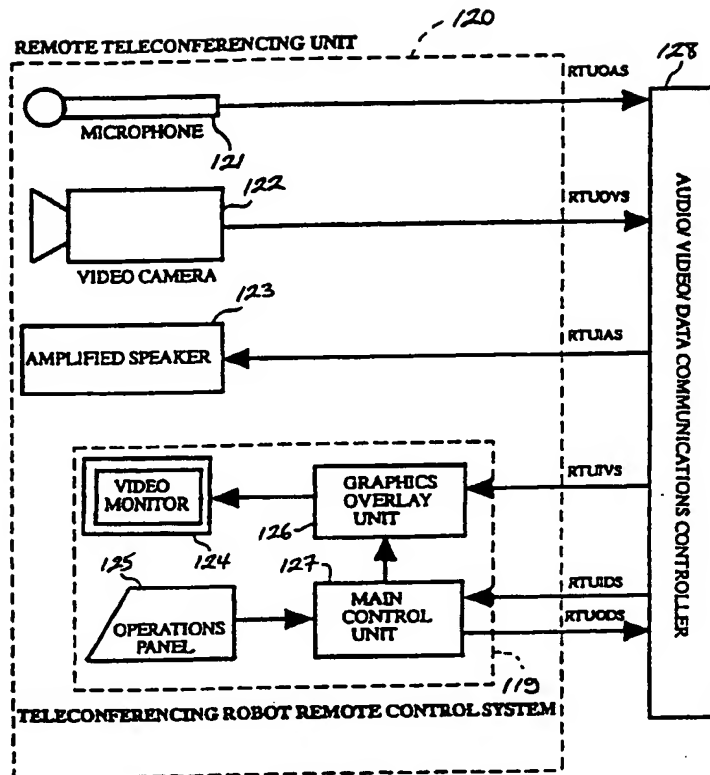 REMOTE TELECONFERENCING UNIT
120
128
RTUOAS
MICROPHONE
121
122
RTUOVS
VIDEO CAMERA
123
AMPLIFIED SPEAKER
RTUIAS
AUDIO/VIDEO/DATA COMMUNICATIONS CONTROLLER
VIDEO
MONITOR
GRAPHICS
OVERLAY
UNIT
RTUIVS
126
124
125
127
OPERATIONS
PANEL
MAIN
CONTROL
UNIT
RTUIDS
RTUODS
119
TELECONFERENCING ROBOT REMOTE CONTROL SYSTEM